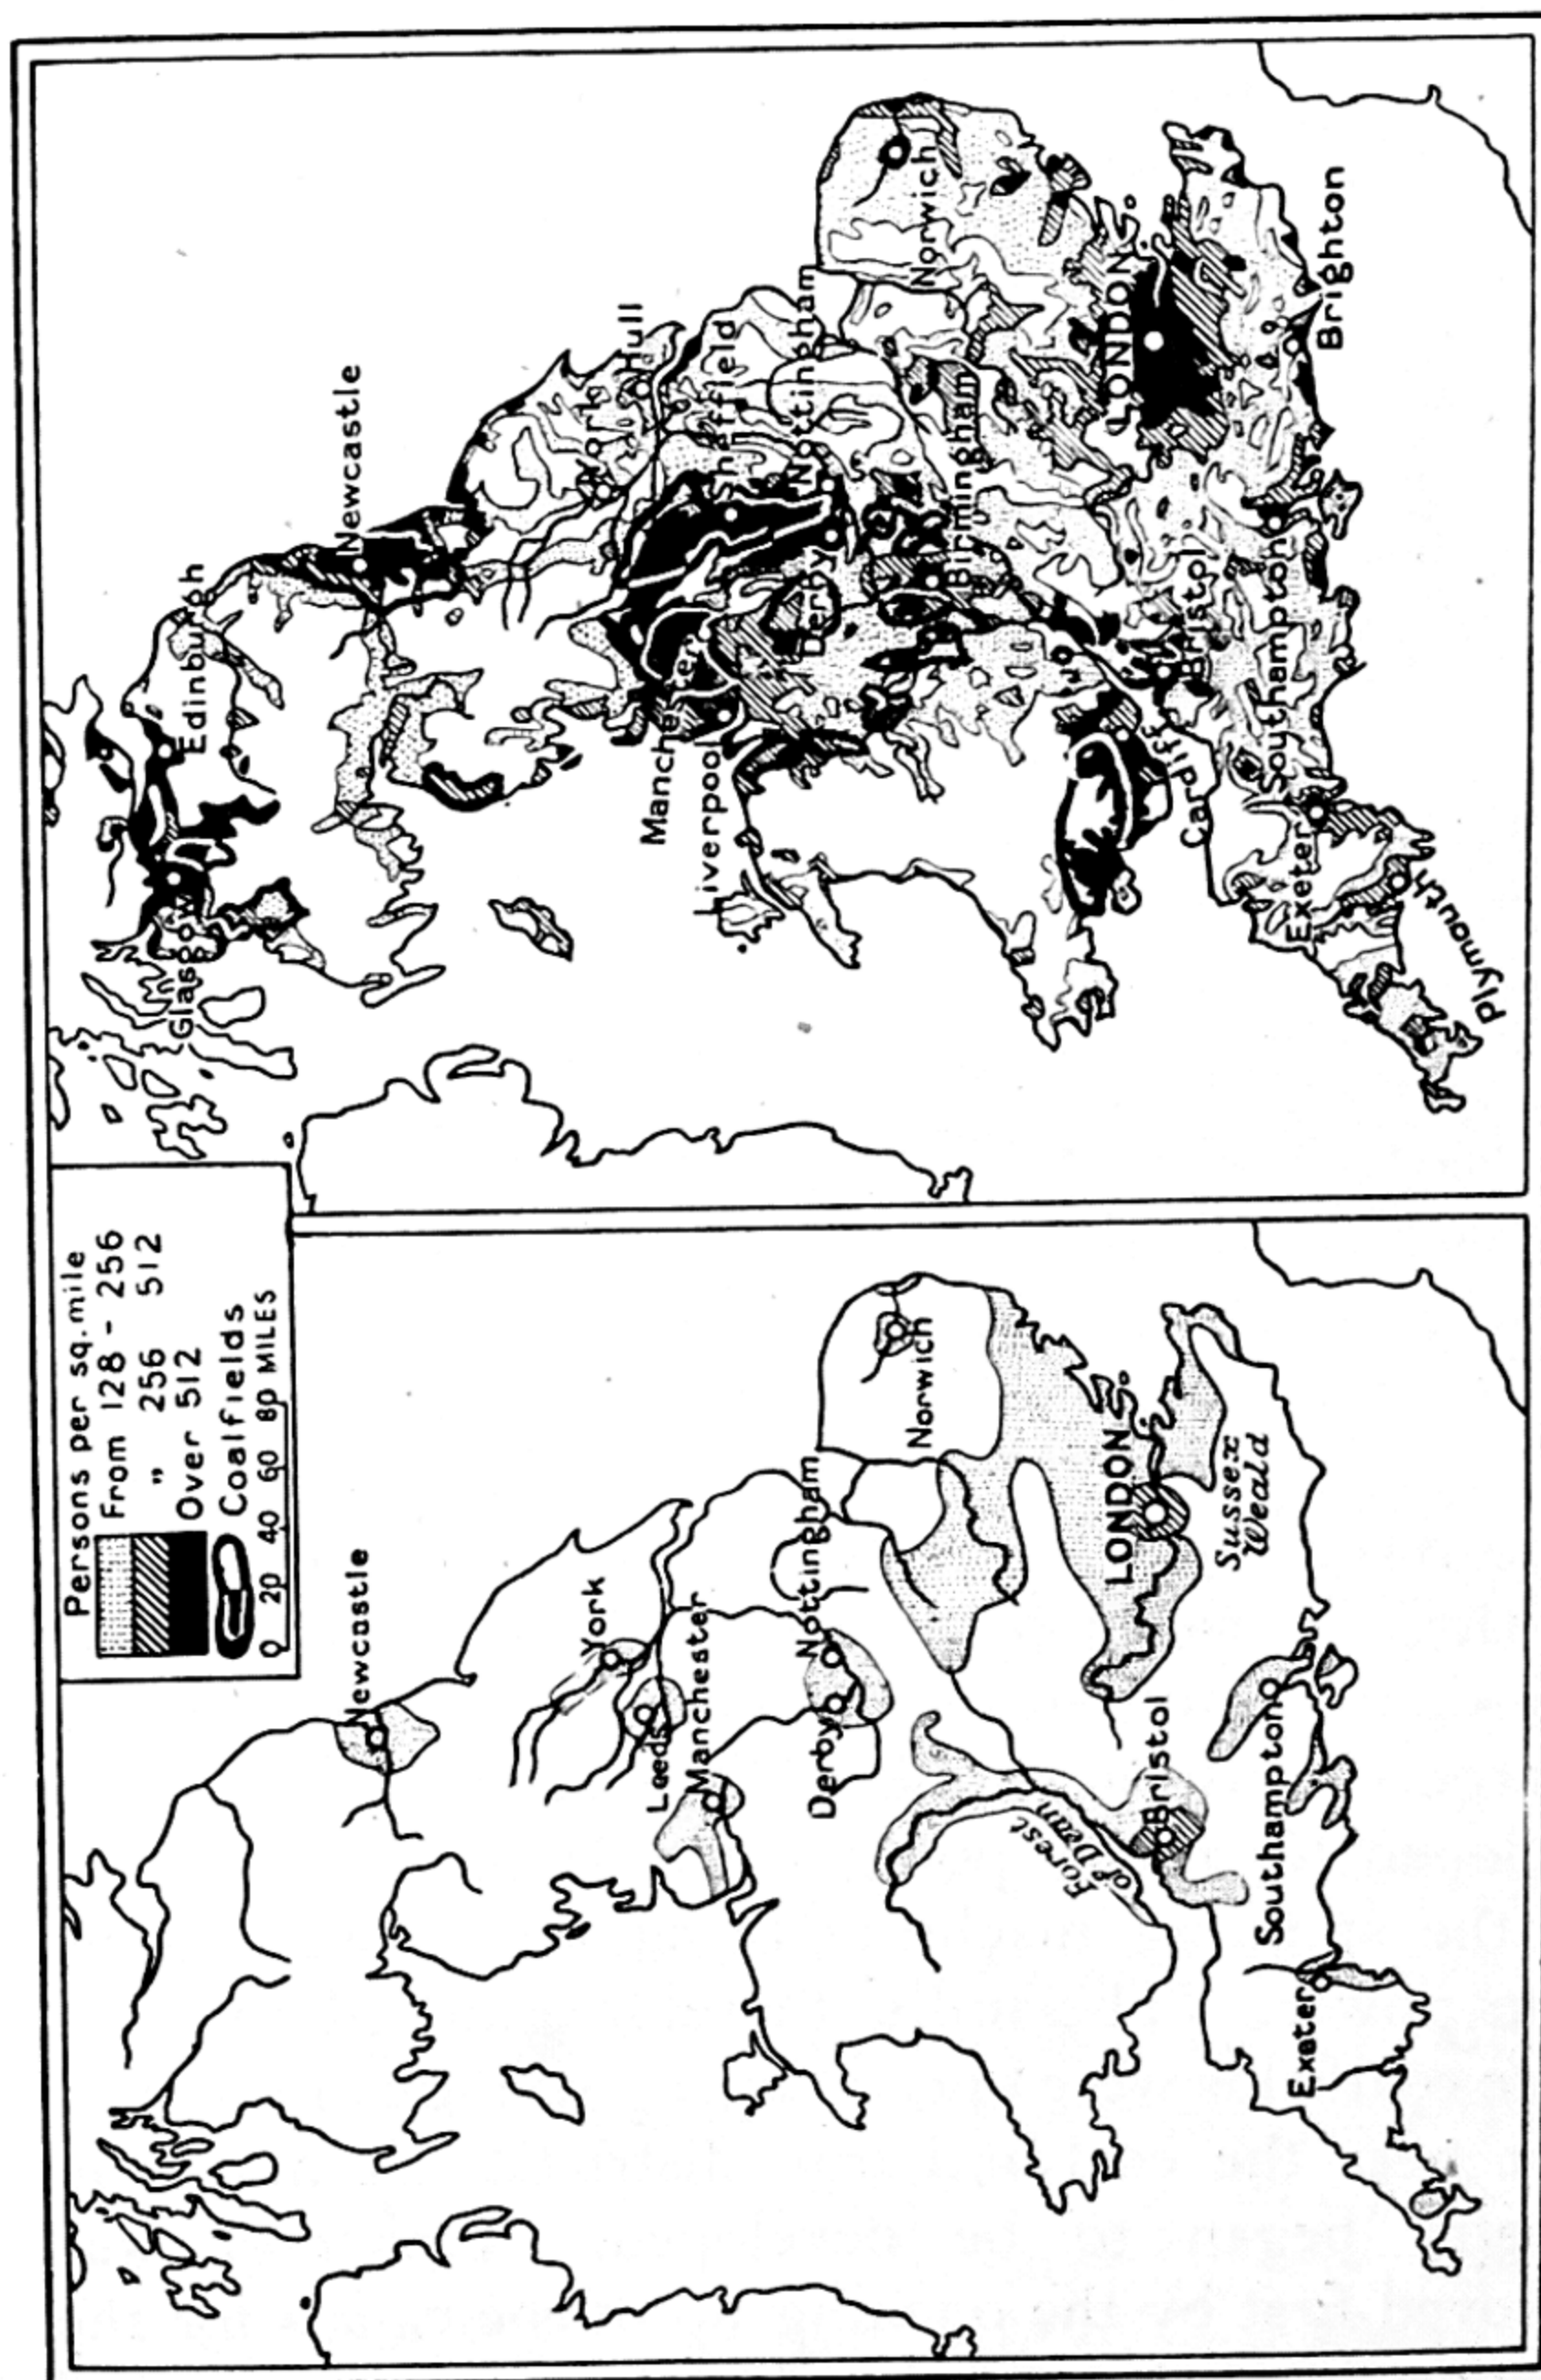 Persons per sq. mile
From 128 - 256
" 256 512
Over 512
Coalfields
0 20 40 60 80 MILES
Newcastle
York
Leeds
Manchester
Nottingham
Derby
Norwich
Forest
of Dean
LONDON
Bristol
Sussex
Weald
Southampton
Exeter
Edinburgh
Glasgow
Newcastle
York
Hull
Manchester
Liverpool
Sheffield
Nottingham
Derby
Norwich
Birmingham
LONDON
Cardiff
Bristol
Southampton
Brighton
Exeter
Plymouth